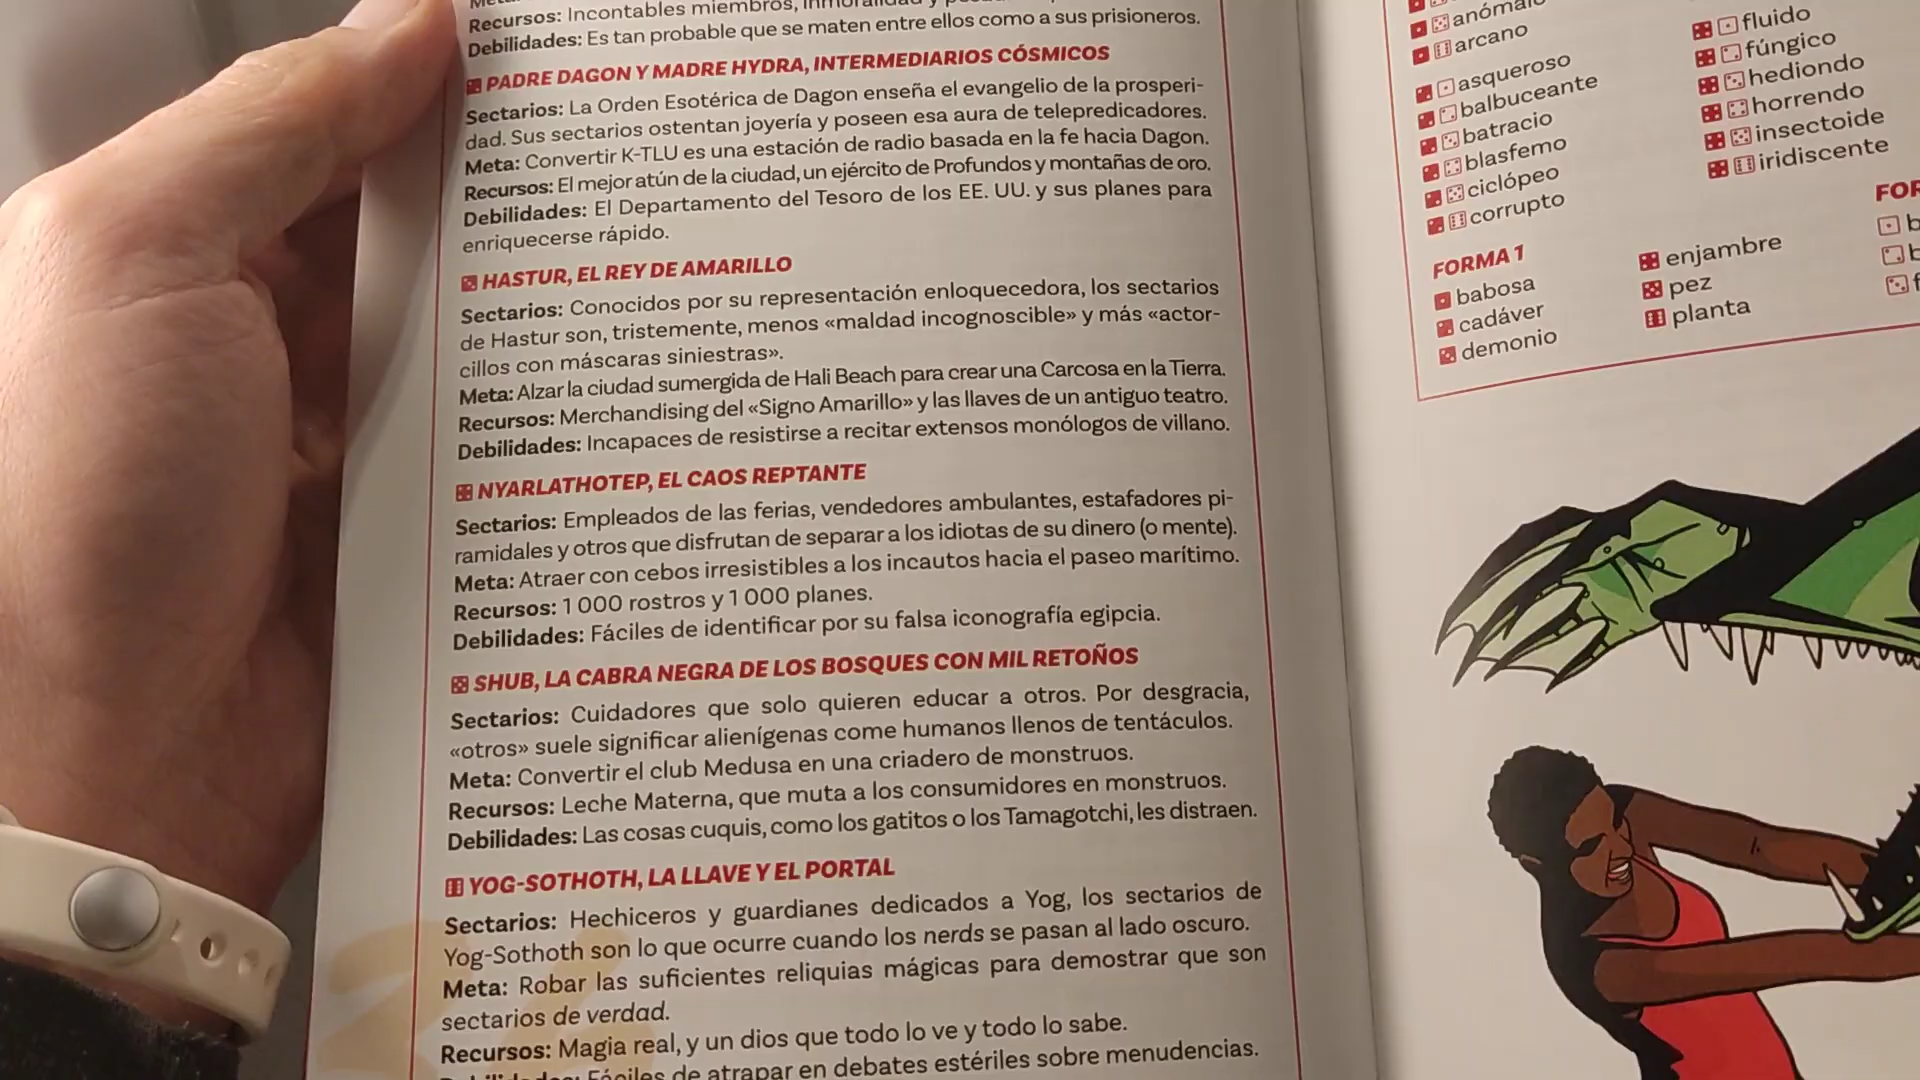 Recursos: Incontables miembros, inmoralidad y
Debilidades: Es tan probable que se maten entre ellos como a sus prisioneros.
PADRE DAGON Y MADRE HYDRA, INTERMEDIARIOS CÓSMICOS
Sectarios: La Orden Esotérica de Dagon enseña el evangelio de la prosperi-
dad. Sus sectarios ostentan joyería y poseen esa aura de telepredicadores.
Meta: Convertir K-TLU es una estación de radio basada en la fe hacia Dagon.
Recursos: El mejor atún de la ciudad, un ejército de Profundos y montañas de oro.
Debilidades: El Departamento del Tesoro de los EE. UU. y sus planes para
enriquecerse rápido.
HASTUR, EL REY DE AMARILLO
Sectarios: Conocidos por su representación enloquecedora, los sectarios
de Hastur son, tristemente, menos «maldad incognoscible» y más «actor-
cillos con máscaras siniestras».
Meta: Alzar la ciudad sumergida de Hali Beach para crear una Carcosa en la Tierra.
Recursos: Merchandising del «Signo Amarillo» y las llaves de un antiguo teatro.
Debilidades: Incapaces de resistirse a recitar extensos monólogos de villano.
NYARLATHOTEP, EL CAOS REPTANTE
Sectarios: Empleados de las ferias, vendedores ambulantes, estafadores pi-
ramidales y otros que disfrutan de separar a los idiotas de su dinero (o mente).
Meta: Atraer con cebos irresistibles a los incautos hacia el paseo marítimo.
Recursos: 1 000 rostros y 1 000 planes.
Debilidades: Fáciles de identificar por su falsa iconografía egipcia.
SHUB, LA CABRA NEGRA DE LOS BOSQUES CON MIL RETOÑOS
Sectarios: Cuidadores que solo quieren educar a otros. Por desgracia,
«otros» suele significar alienígenas come humanos llenos de tentáculos.
Meta: Convertir el club Medusa en una criadero de monstruos.
Recursos: Leche Materna, que muta a los consumidores en monstruos.
Debilidades: Las cosas cuquis, como los gatitos o los Tamagotchi, les distraen.
YOG-SOTHOTH, LA LLAVE Y EL PORTAL
Sectarios: Hechiceros y guardianes dedicados a Yog, los sectarios de
Yog-Sothoth son lo que ocurre cuando los nerds se pasan al lado oscuro.
Meta: Robar las suficientes reliquias mágicas para demostrar que son
sectarios de verdad.
Recursos: Magia real, y un dios que todo lo ve y todo lo sabe.
Fáciles de atrapar en debates estériles sobre menudencias.
anómalo
arcano
asqueroso
balbuceante
batracio
blasfemo
ciclópeo
corrupto
fluido
fúngico
hediondo
horrendo
insectoide
iridiscente
FORMA 1
babosa
cadáver
demonio
enjambre
pez
planta